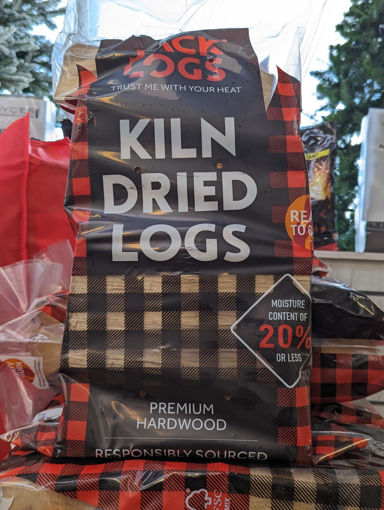 JACK
LOGS
TRUST ME WITH YOUR HEAT
KILN
DRIED
LOGS
MOISTURE
CONTENT OF
20%
OR LESS
PREMIUM
HARDWOOD
RESPONSIBLY SOURCED